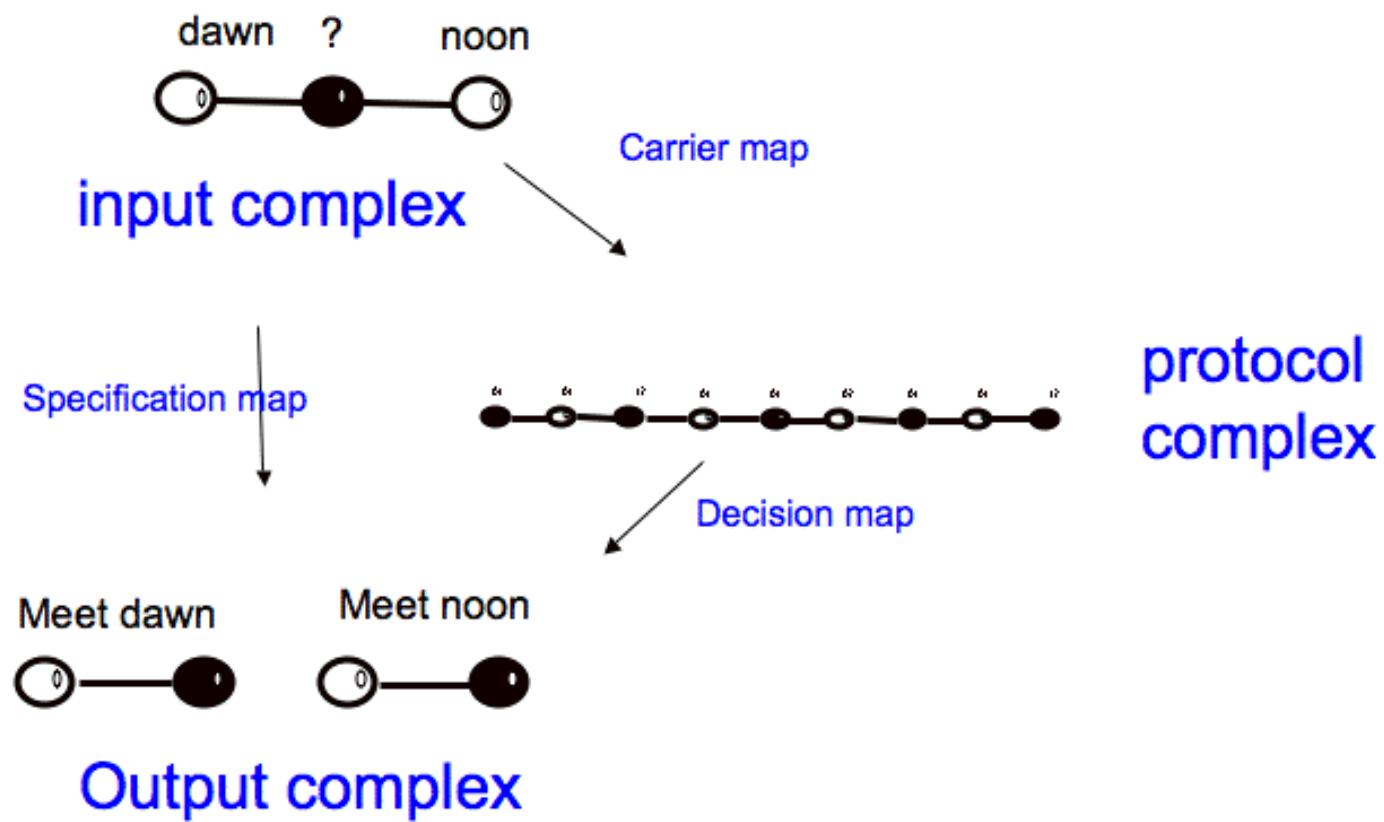 dawn ? noon
Carrier map
input complex
Specification map
protocol
complex
Decision map
Meet dawn
Meet noon
Output complex